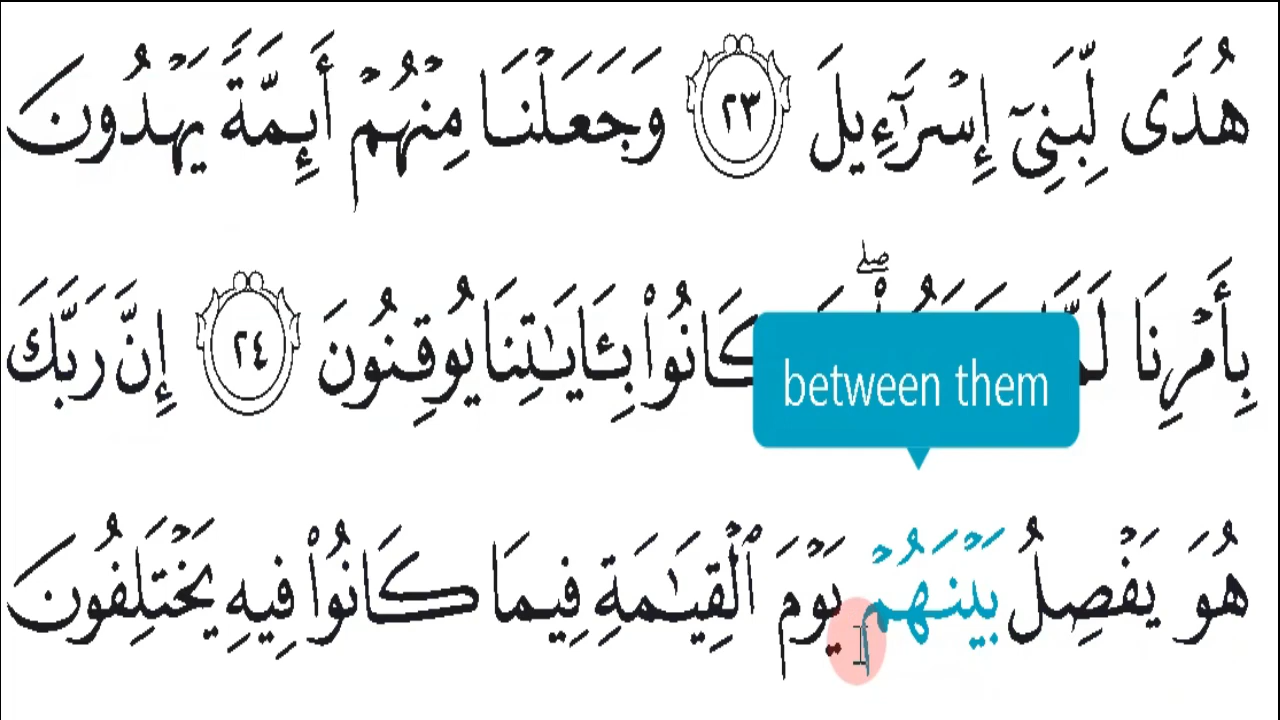 هُدًى لِّبَنِىٓ إِسْرَٰٓءِيلَ ٢٣ وَجَعَلْنَا مِنْهُمْ أَئِمَّةً يَهْدُونَ
بِأَمْرِنَا كَانُوا۟ بِـَٔايَـٰتِنَا يُوقِنُونَ ٢٤ إِنَّ رَبَّكَ
between them
هُوَ يَفْصِلُ بَيْنَهُمْ يَوْمَ ٱلْقِيَـٰمَةِ فِيمَا كَانُوا۟ فِيهِ يَخْتَلِفُونَ